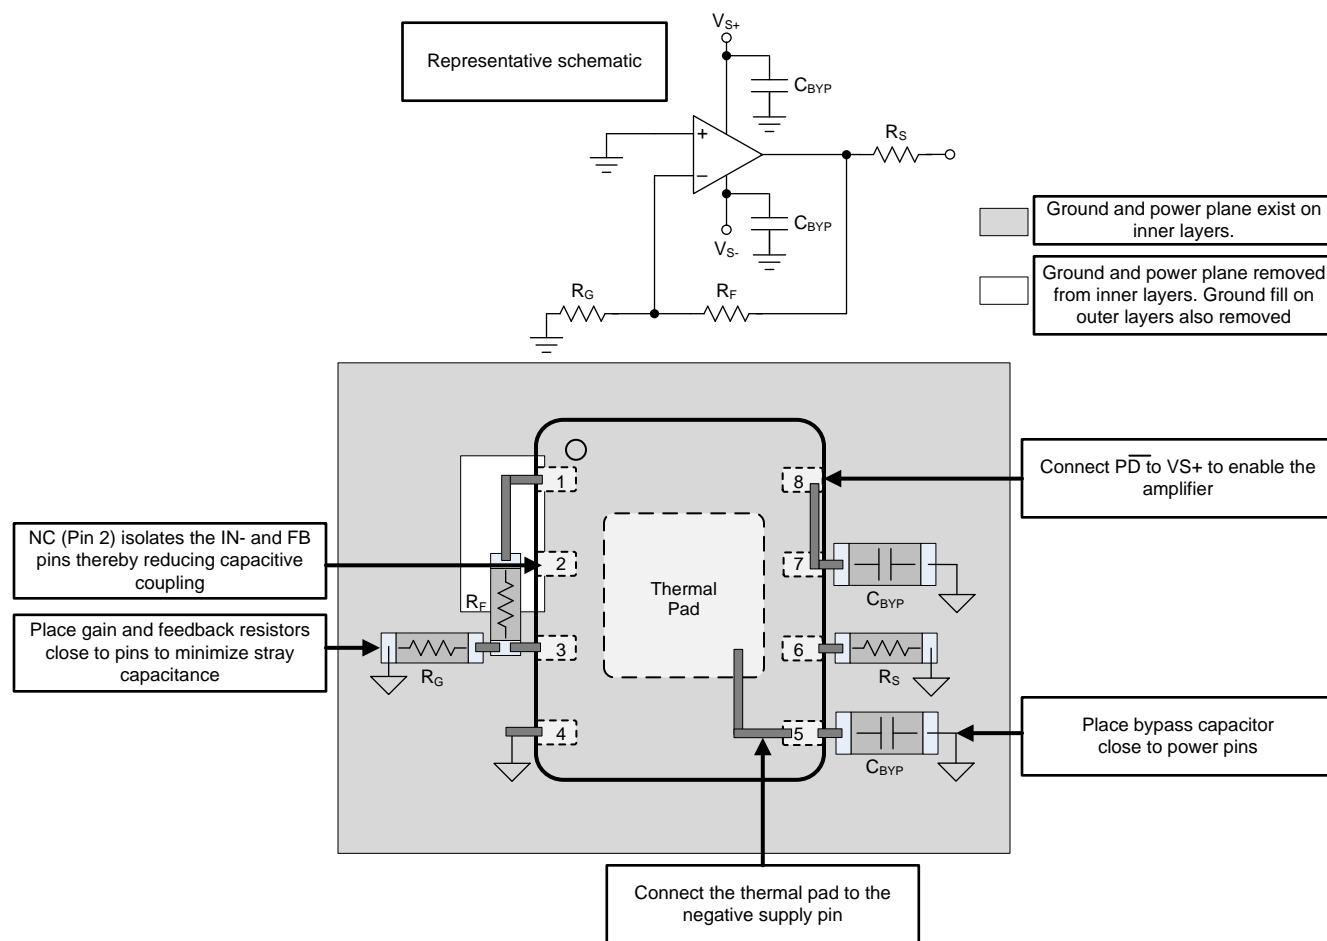 Representative schematic
VS+
CBYP
+
RS
−
CBYP
VS-
RG
RF
Ground and power plane exist on
inner layers.
Ground and power plane removed
from inner layers. Ground fill on
outer layers also removed
1
8
Connect P͞D to VS+ to enable the
amplifier
NC (Pin 2) isolates the IN- and FB
pins thereby reducing capacitive
coupling
2
7
Thermal
Pad
CBYP
RF
Place gain and feedback resistors
close to pins to minimize stray
capacitance
3
6
RG
RS
4
5
CBYP
Place bypass capacitor
close to power pins
Connect the thermal pad to the
negative supply pin